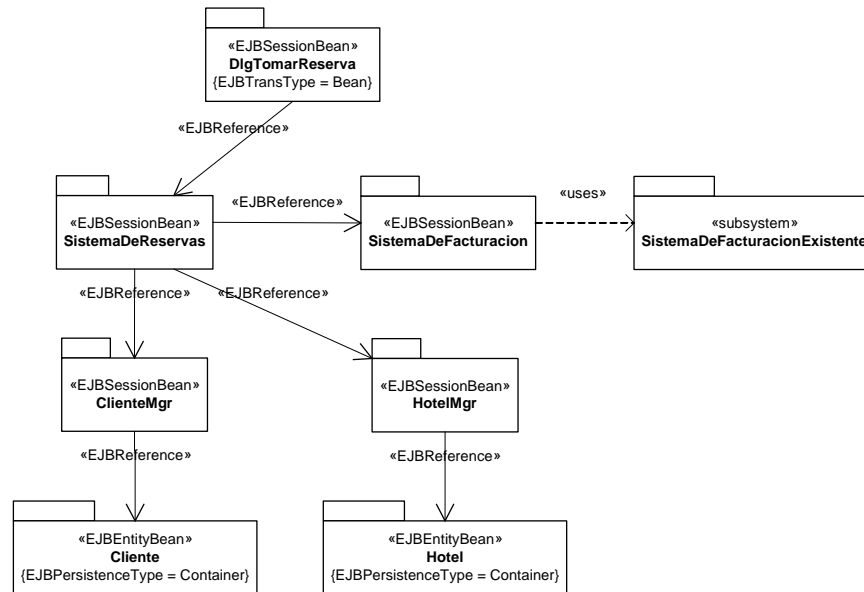 «EJBSessionBean»
DlgTomarReserva
{EJBTransType = Bean}
«EJBReference»
«EJBSessionBean»
SistemaDeReservas
«EJBReference»
«EJBSessionBean»
SistemaDeFacturacion
«uses»
«subsystem»
SistemaDeFacturacionExistente
«EJBReference»
«EJBReference»
«EJBSessionBean»
ClienteMgr
«EJBSessionBean»
HotelMgr
«EJBReference»
«EJBReference»
«EJBEntityBean»
Cliente
{EJBPersistenceType = Container}
«EJBEntityBean»
Hotel
{EJBPersistenceType = Container}